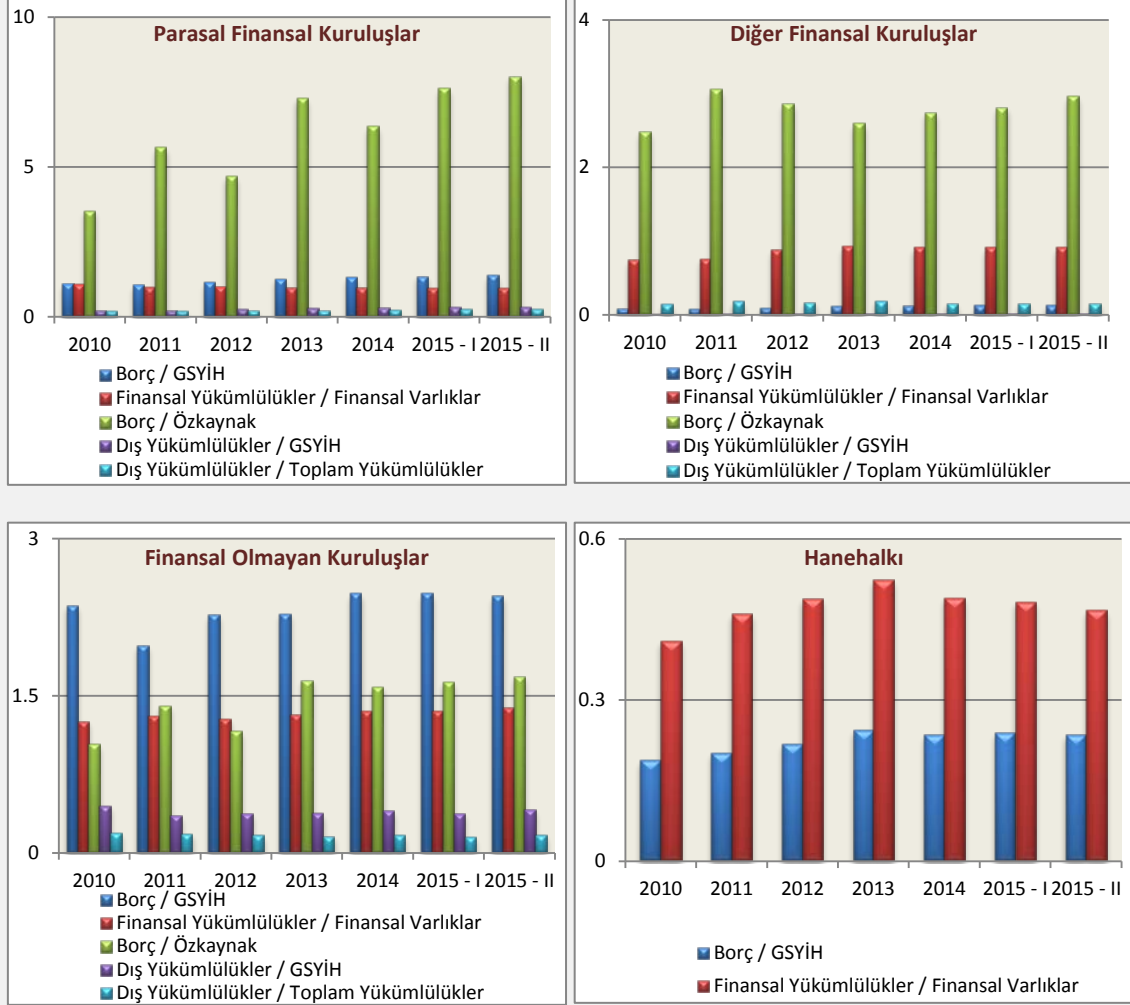 Parasal Finansal Kuruluşlar
10
5
0
2010 2011 2012 2013 2014 2015 - I 2015 - II
Borç / GSYİH
Finansal Yükümlülükler / Finansal Varlıklar
Borç / Özkaynak
Dış Yükümlülükler / GSYİH
Dış Yükümlülükler / Toplam Yükümlülükler
Diğer Finansal Kuruluşlar
4
2
0
2010 2011 2012 2013 2014 2015 - I 2015 - II
Borç / GSYİH
Finansal Yükümlülükler / Finansal Varlıklar
Borç / Özkaynak
Dış Yükümlülükler / GSYİH
Dış Yükümlülükler / Toplam Yükümlülükler
Finansal Olmayan Kuruluşlar
3
1.5
0
2010 2011 2012 2013 2014 2015 - I 2015 - II
Borç / GSYİH
Finansal Yükümlülükler / Finansal Varlıklar
Borç / Özkaynak
Dış Yükümlülükler / GSYİH
Dış Yükümlülükler / Toplam Yükümlülükler
Hanehalkı
0.6
0.3
0
2010 2011 2012 2013 2014 2015 - I 2015 - II
Borç / GSYİH
Finansal Yükümlülükler / Finansal Varlıklar